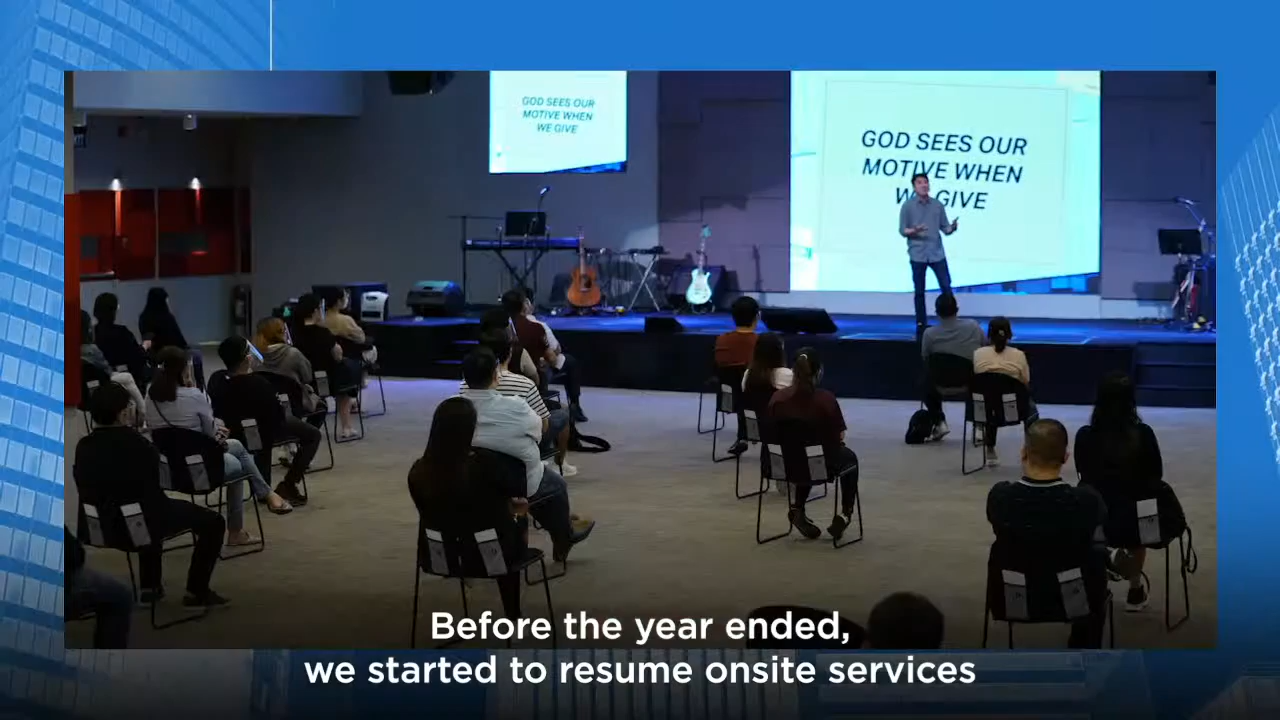 GOD SEES OUR
MOTIVE WHEN
WE GIVE
GOD SEES OUR
MOTIVE WHEN
WE GIVE
Before the year ended,
we started to resume onsite services